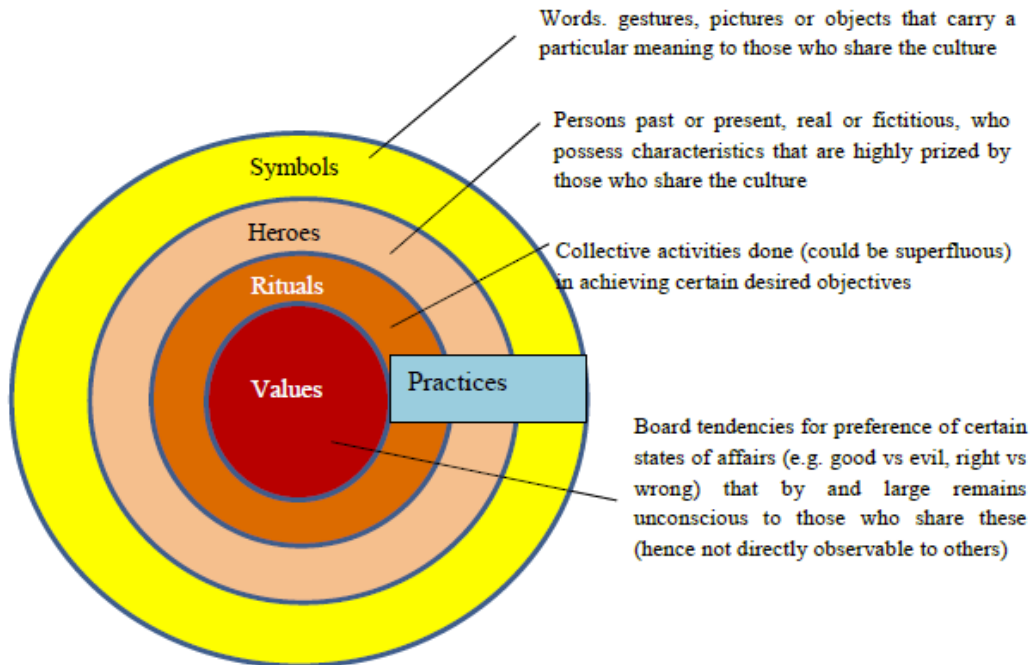 Words. gestures, pictures or objects that carry a
particular meaning to those who share the culture
Persons past or present, real or fictitious, who
possess characteristics that are highly prized by
those who share the culture
Symbols
Heroes
Collective activities done (could be superfluous)
in achieving certain desired objectives
Rituals
Values
Practices
Board tendencies for preference of certain
states of affairs (e.g. good vs evil, right vs
wrong) that by and large remains
unconscious to those who share these
(hence not directly observable to others)